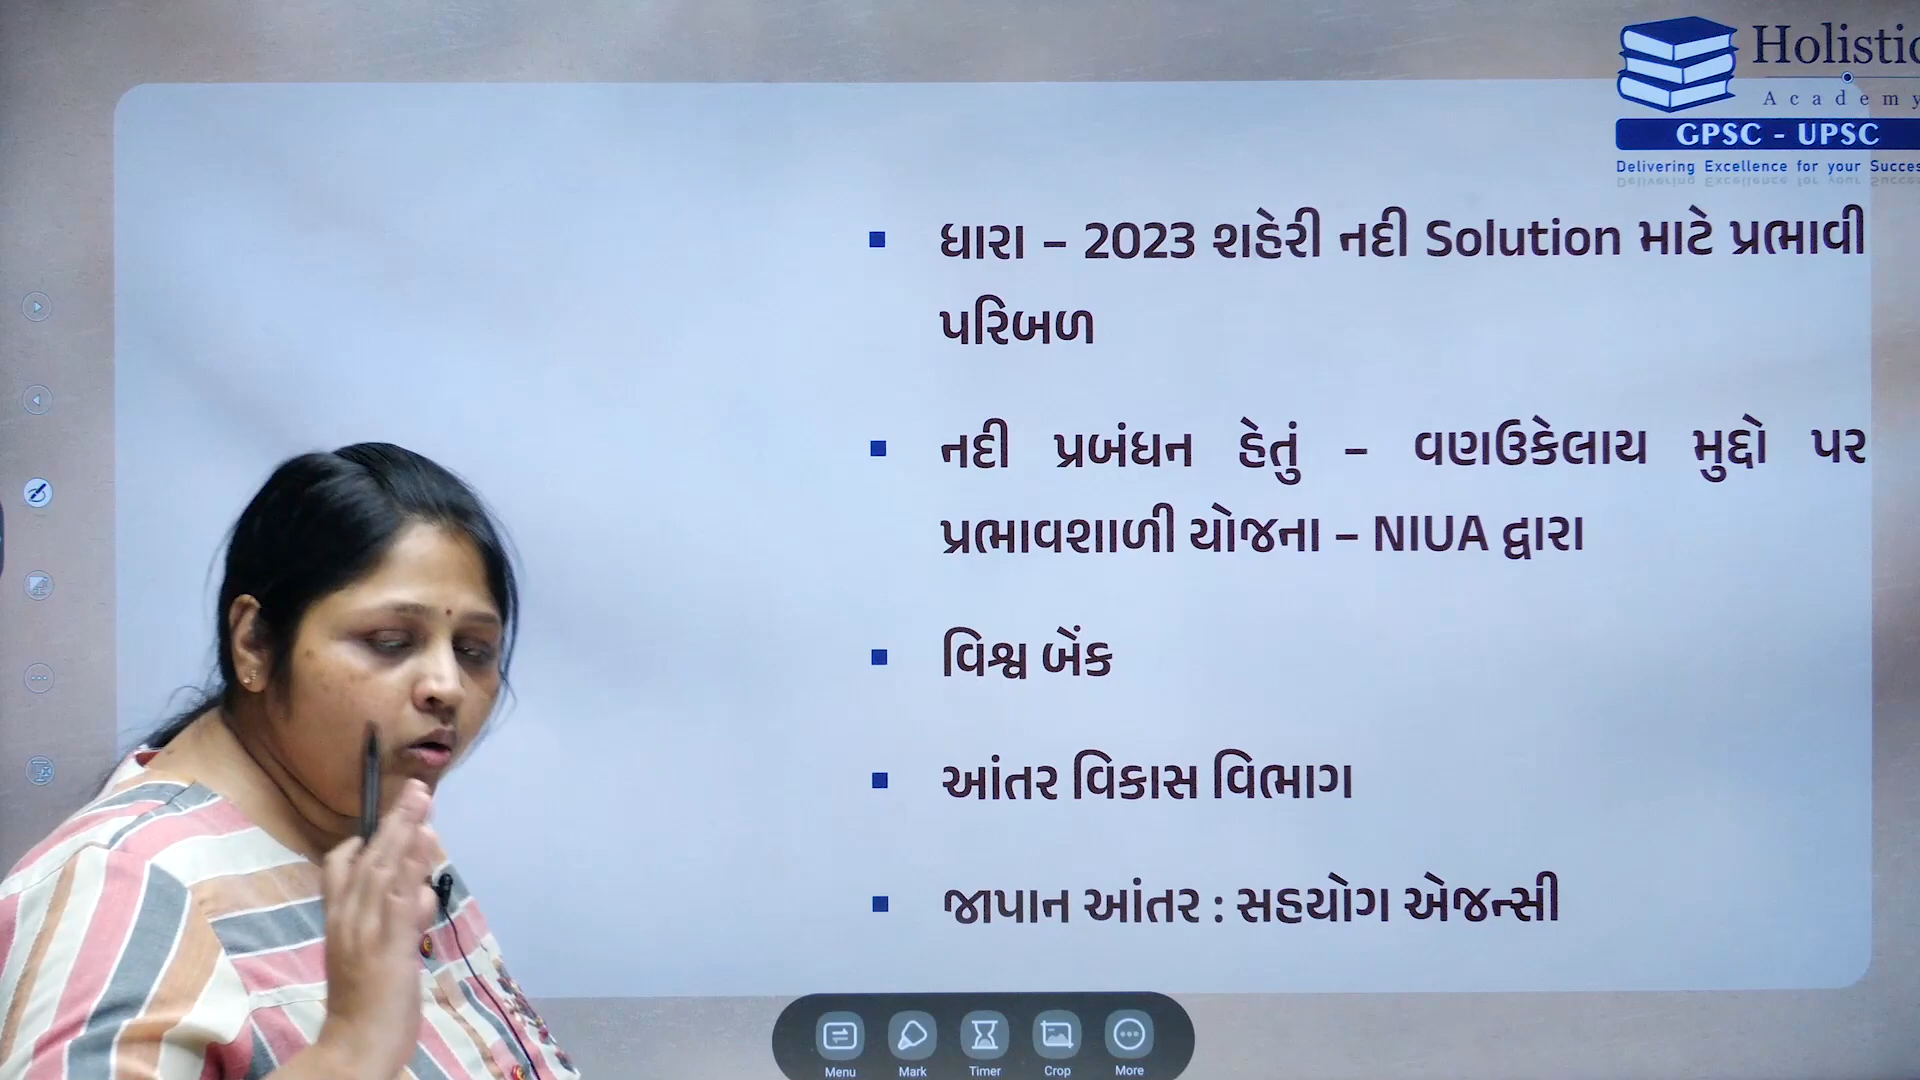 Holistic
Academy
GPSC - UPSC
Delivering Excellence for your Succes
ધારા – 2023 શહેરી નદી Solution માટે પ્રભાવી
પરિબળ
નદી પ્રબંધન હેતું – વણઉકેલાય મુદ્દો પર
પ્રભાવશાળી યોજના – NIUA દ્વારા
વિશ્વ બેંક
આંતર વિકાસ વિભાગ
જાપાન આંતર : સહયોગ એજન્સી
Menu Mark Timer Crop More